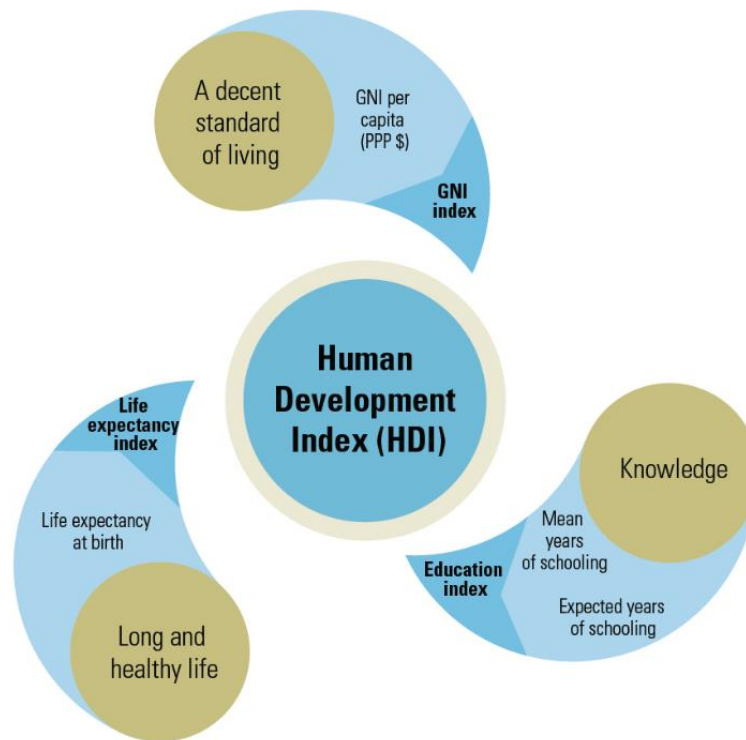 A decent
standard
of living
GNI per
capita
(PPP $)
GNI
index
Human
Development
Index (HDI)
Life
expectancy
index
Life expectancy
at birth
Long and
healthy life
Knowledge
Mean
years
of schooling
Expected years
of schooling
Education
index